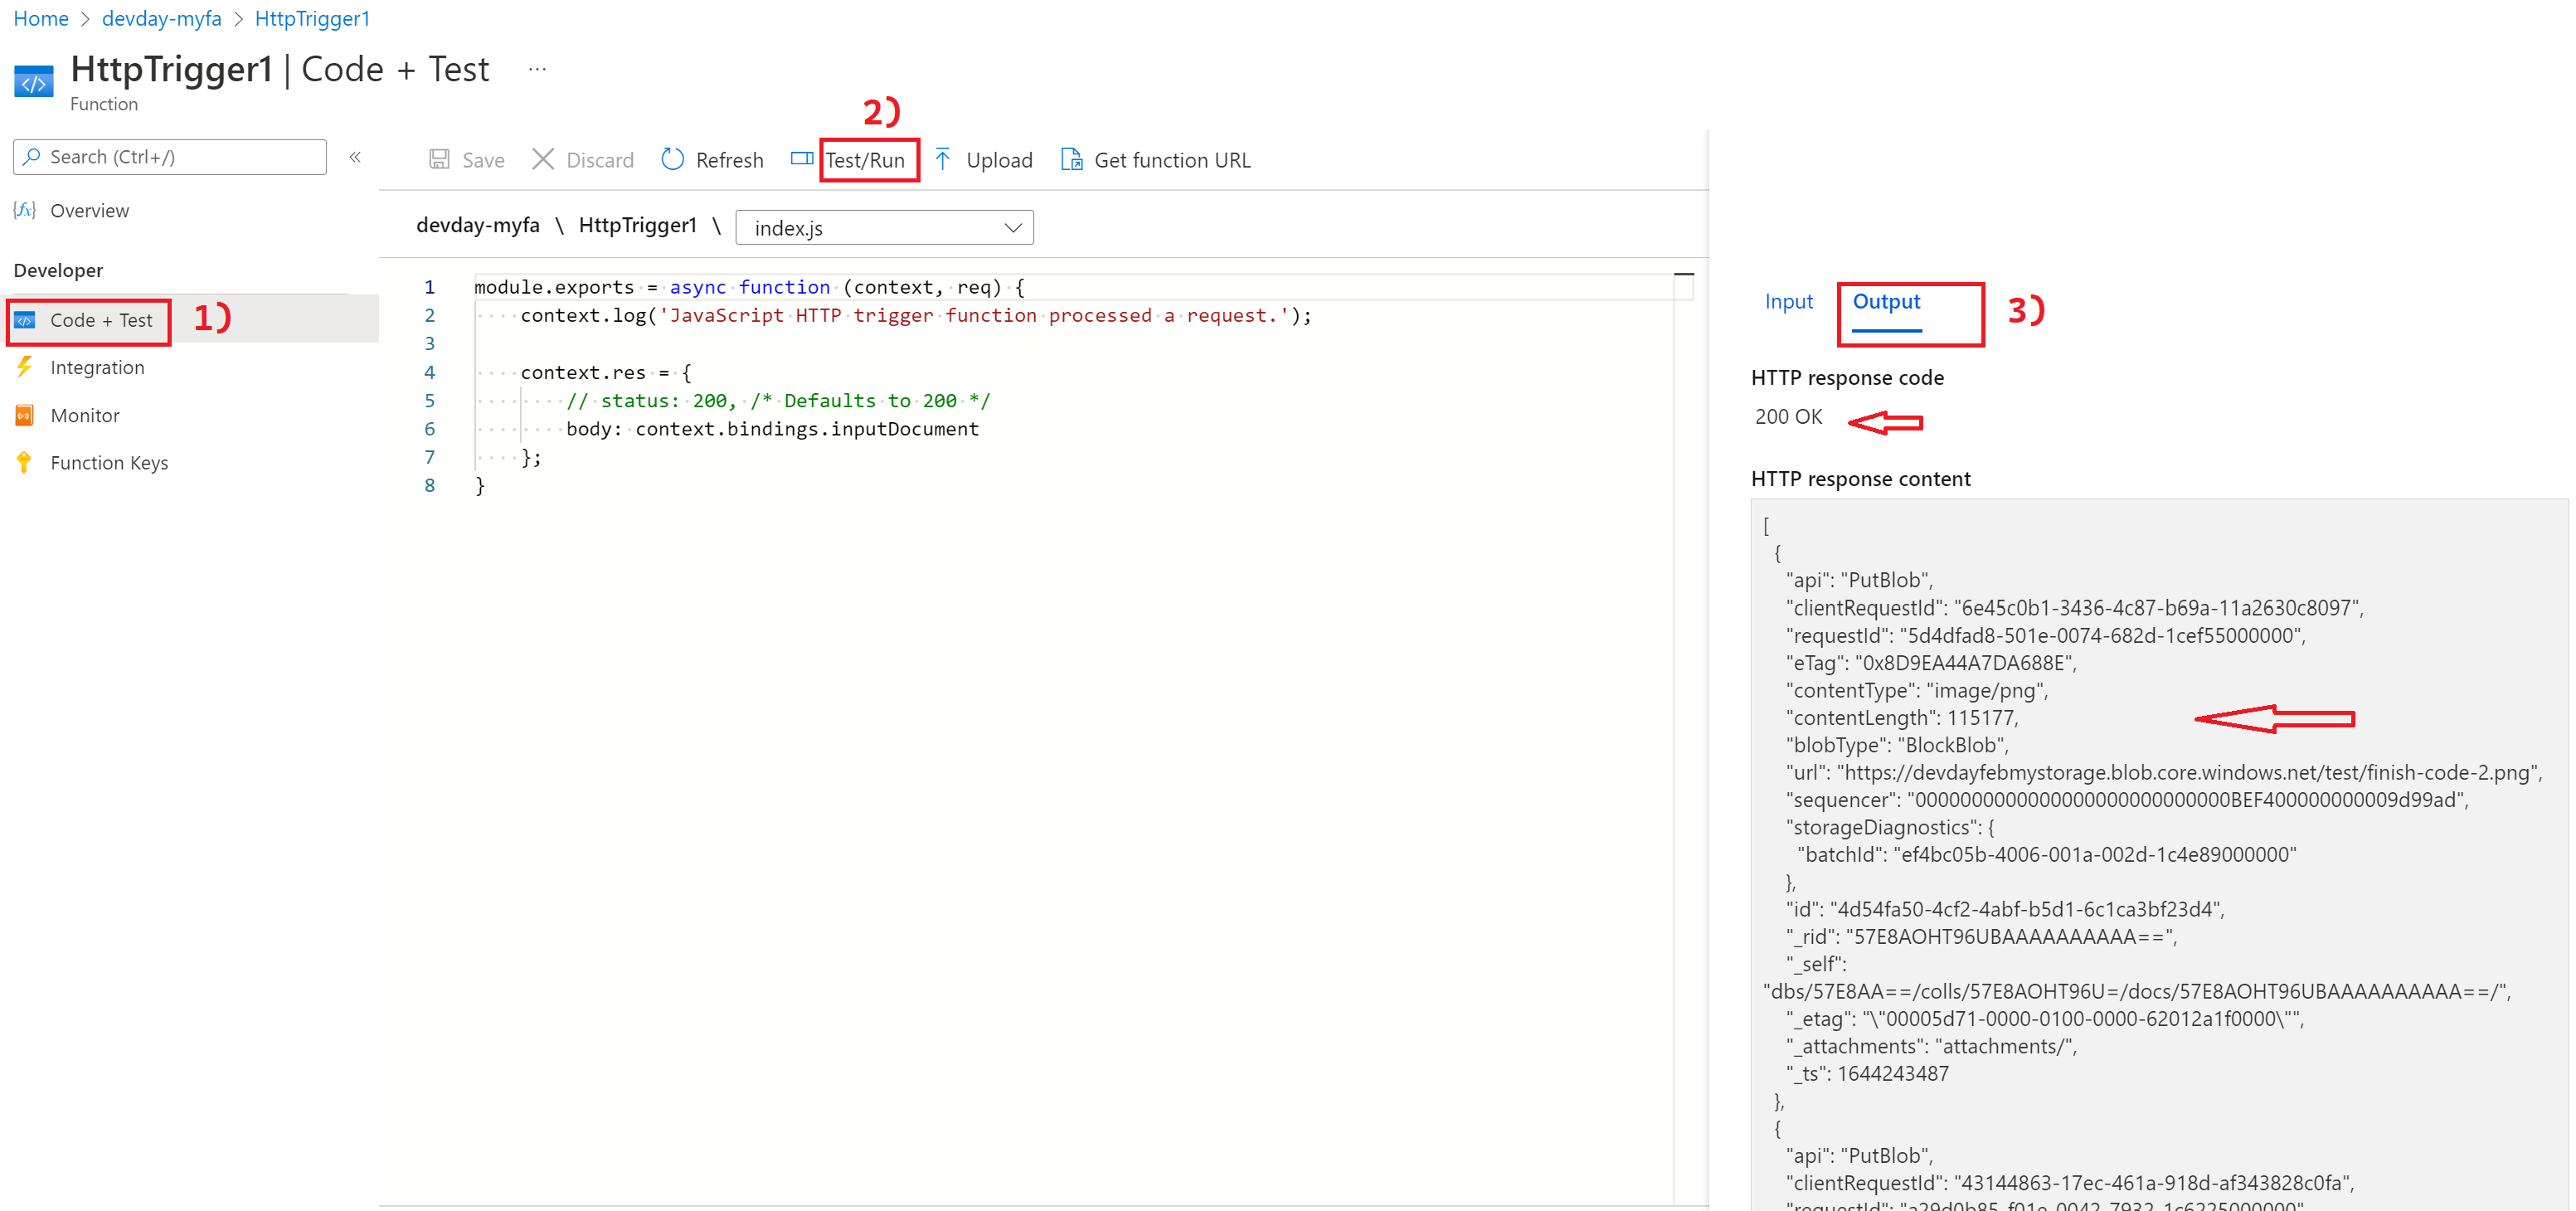 Home > devday-myfa > HttpTrigger1
HttpTrigger1 | Code + Test ...
Function
Search (Ctrl+/) «
Overview
Developer
Code + Test 1)
Integration
Monitor
Function Keys
2)
Save Discard Refresh Test/Run Upload Get function URL
devday-myfa \ HttpTrigger1 \ index.js
1 module.exports = async function (context, req) {
2 context.log('JavaScript HTTP trigger function processed a request.');
3
4 context.res = {
5 // status: 200, /* Defaults to 200 */
6 body: context.bindings.inputDocument
7 };
8 }
Input Output 3)
HTTP response code
200 OK
HTTP response content
[
{
"api": "PutBlob",
"clientRequestId": "6e45c0b1-3436-4c87-b69a-11a2630c8097",
"requestId": "5d4dfad8-501e-0074-682d-1cef55000000",
"eTag": "0x8D9EA44A7DA688E",
"contentType": "image/png",
"contentLength": 115177,
"blobType": "BlockBlob",
"url": "https://devdayfebmystorage.blob.core.windows.net/test/finish-code-2.png",
"sequencer": "00000000000000000000000000000BEF400000000009d99ad",
"storageDiagnostics": {
"batchId": "ef4bc05b-4006-001a-002d-1c4e89000000"
},
"id": "4d54fa50-4cf2-4abf-b5d1-6c1ca3bf23d4",
"_rid": "57E8AOHT96UBAAAAAAAAAA==",
"_self":
"dbs/57E8AA==/colls/57E8AOHT96U=/docs/57E8AOHT96UBAAAAAAAAAA==/",
"_etag": "\"00005d71-0000-0100-0000-62012a1f0000\"",
"_attachments": "attachments/",
"_ts": 1644243487
},
{
"api": "PutBlob",
"clientRequestId": "43144863-17ec-461a-918d-af343828c0fa",
"requestId": "a29d0b85-f01e-0042-7932-1c6225000000"